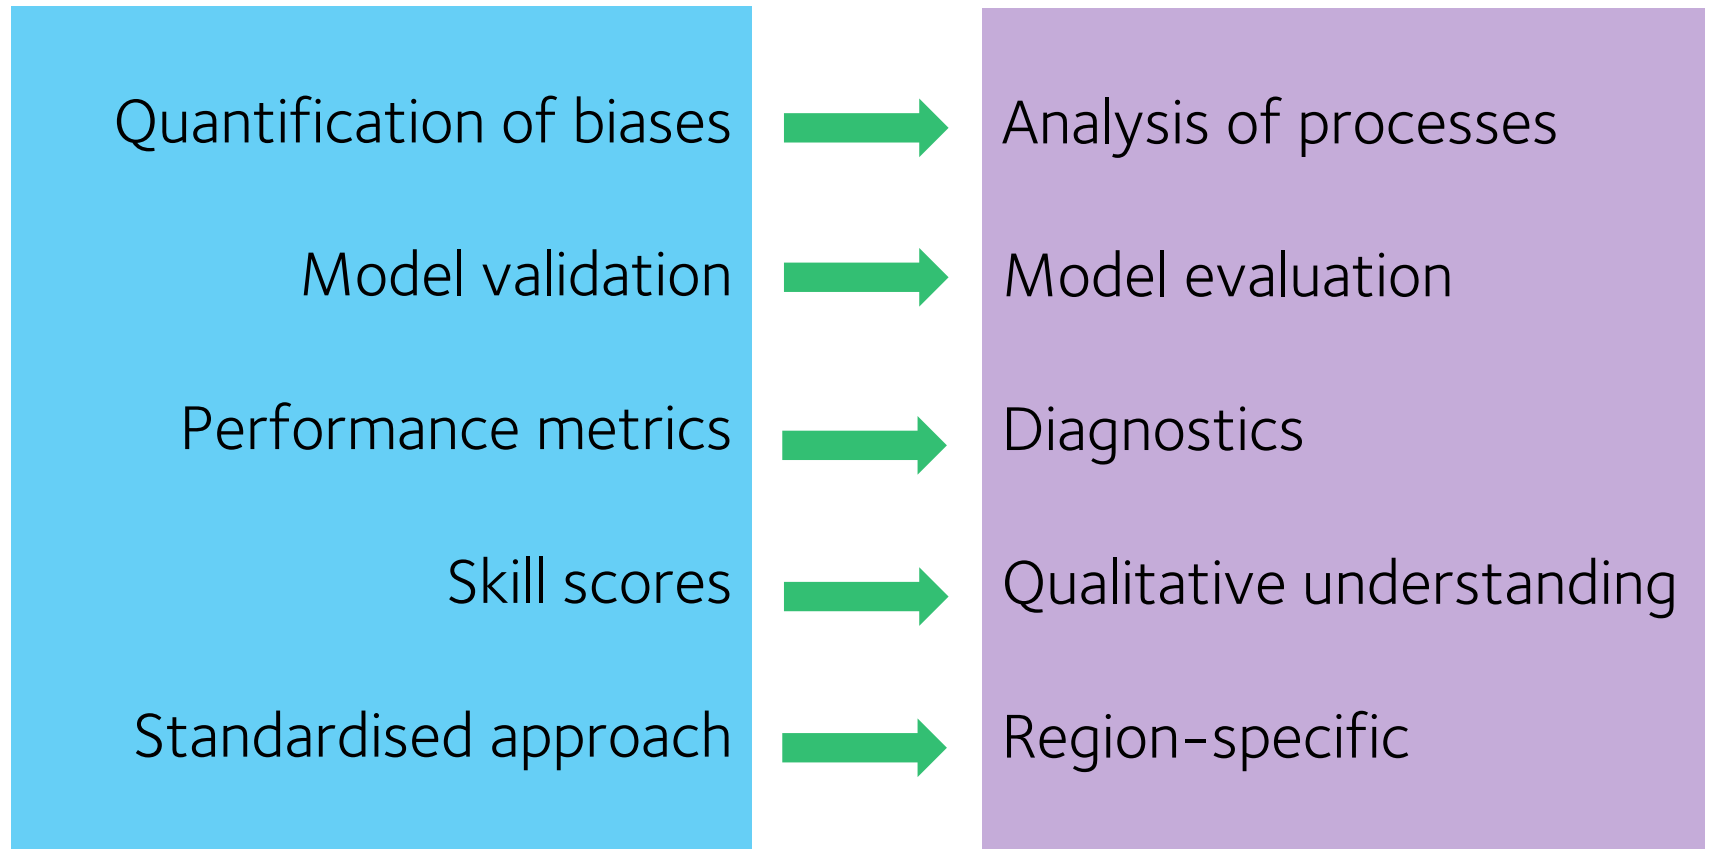 Quantification of biases
Analysis of processes
Model validation
Model evaluation
Performance metrics
Diagnostics
Skill scores
Qualitative understanding
Standardised approach
Region-specific